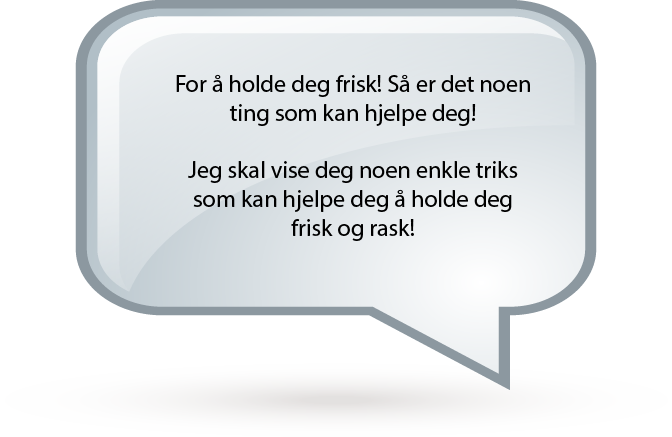 For å holde deg frisk! Så er det noen
ting som kan hjelpe deg!
Jeg skal vise deg noen enkle triks
som kan hjelpe deg å holde deg
frisk og rask!